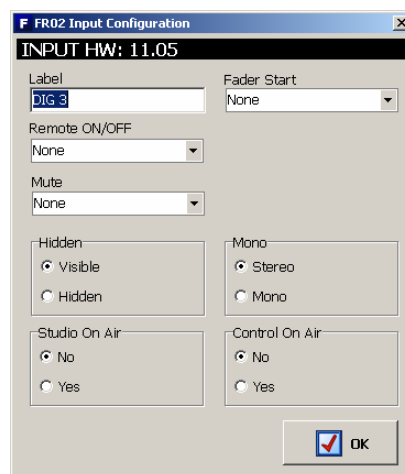 F FR02 Input Configuration
INPUT HW: 11.05
Label
Fader Start
DIG 3
None
Remote ON/OFF
None
Mute
None
Hidden
Mono
Visible
Stereo
Hidden
Mono
Studio On Air
Control On Air
No
No
Yes
Yes
OK